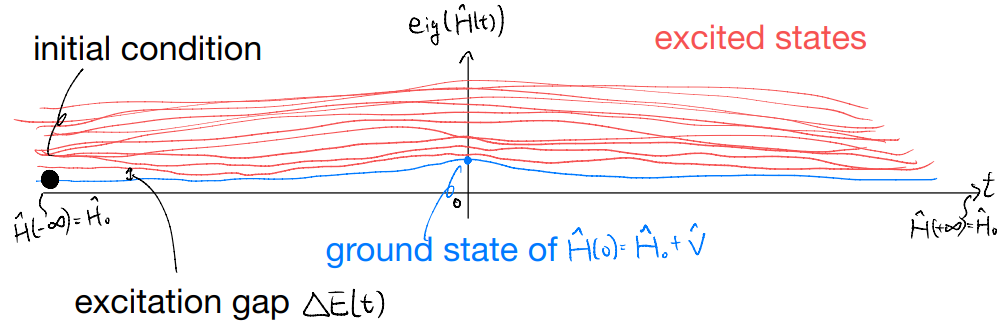 eig(Ĥ(t))
initial condition
excited states
0
t
Ĥ(-∞)=Ĥ₀
Ĥ(+∞)=Ĥ₀
ground state of Ĥ(0)=Ĥ₀+V̂
excitation gap ΔE(t)